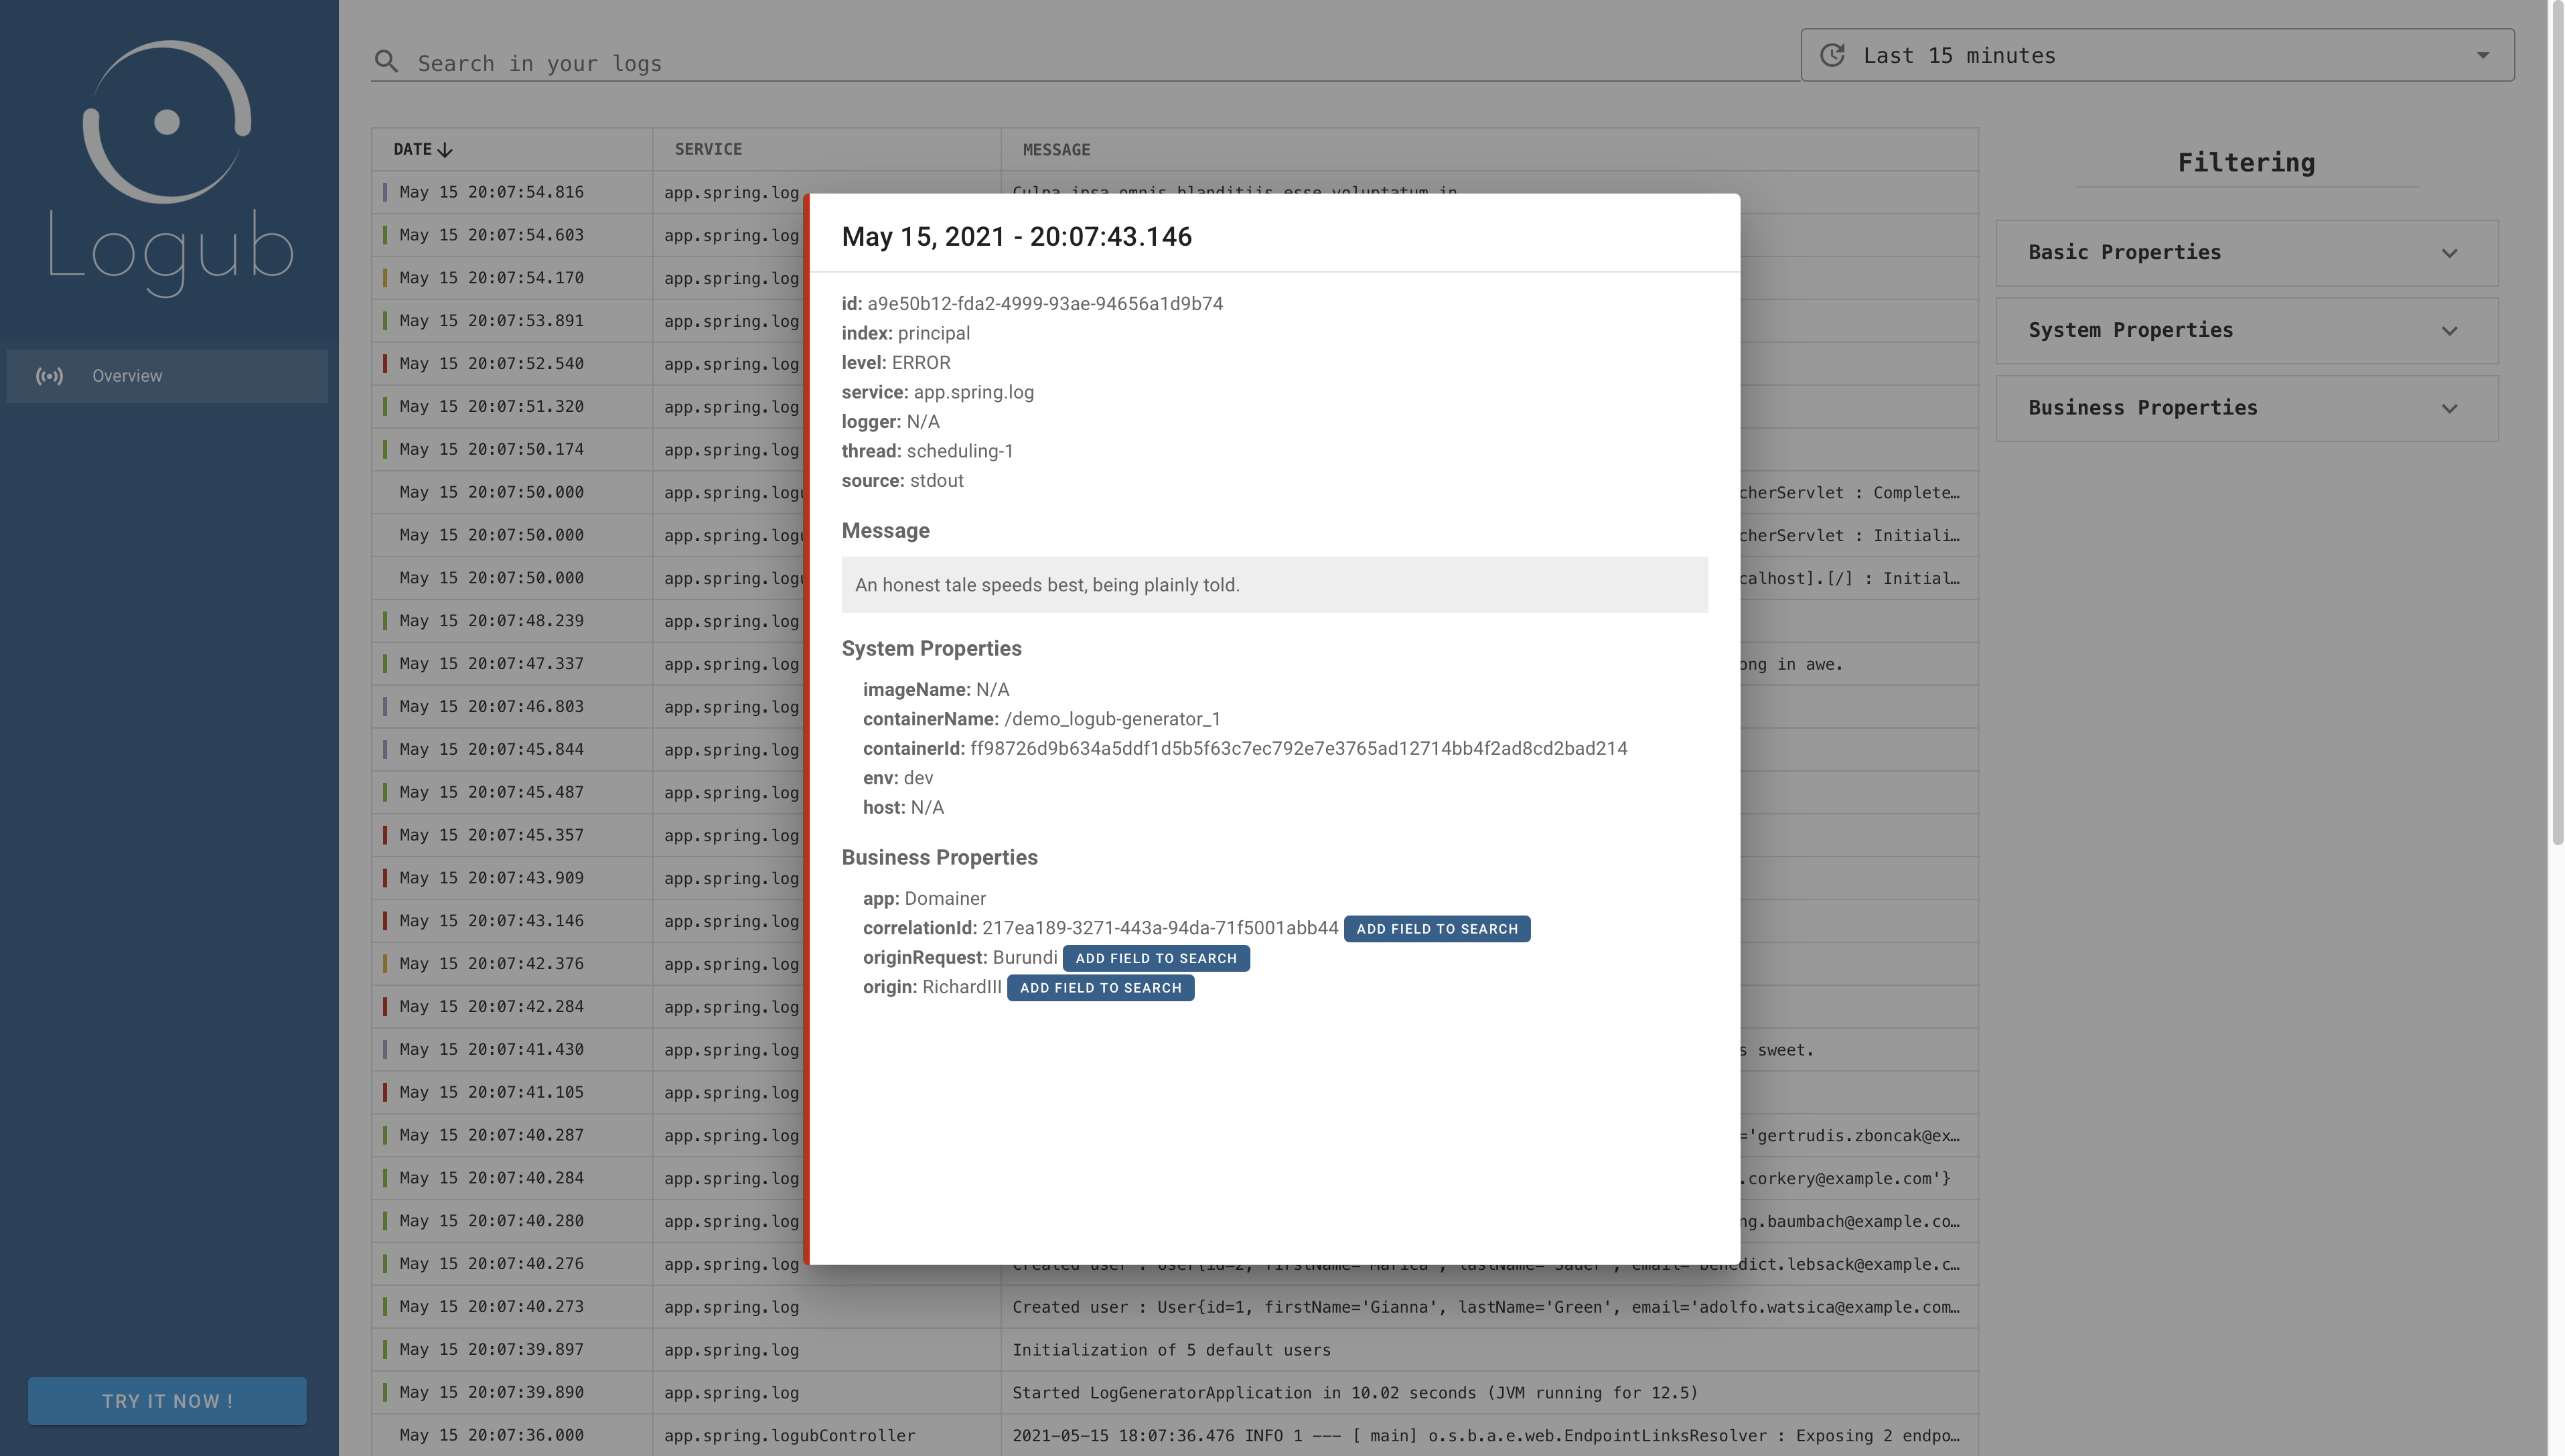 Logub
Overview
TRY IT NOW !
Search in your logs
Last 15 minutes
DATE SERVICE MESSAGE
May 15 20:07:54.816 app.spring.log Culpa ipsa omnis blanditiis esse voluptatum in
May 15 20:07:54.603 app.spring.log
May 15 20:07:54.170 app.spring.log
May 15 20:07:53.891 app.spring.log
May 15 20:07:52.540 app.spring.log
May 15 20:07:51.320 app.spring.log
May 15 20:07:50.174 app.spring.log
May 15 20:07:50.000 app.spring.logu cherServlet : Complete…
May 15 20:07:50.000 app.spring.logu cherServlet : Initiali…
May 15 20:07:50.000 app.spring.logu calhost].[/] : Initial…
May 15 20:07:48.239 app.spring.log
May 15 20:07:47.337 app.spring.log ong in awe.
May 15 20:07:46.803 app.spring.log
May 15 20:07:45.844 app.spring.log
May 15 20:07:45.487 app.spring.log
May 15 20:07:45.357 app.spring.log
May 15 20:07:43.909 app.spring.log
May 15 20:07:43.146 app.spring.log
May 15 20:07:42.376 app.spring.log
May 15 20:07:42.284 app.spring.log
May 15 20:07:41.430 app.spring.log s sweet.
May 15 20:07:41.105 app.spring.log
May 15 20:07:40.287 app.spring.log ='gertrudis.zboncak@ex…
May 15 20:07:40.284 app.spring.log .corkery@example.com'}
May 15 20:07:40.280 app.spring.log ng.baumbach@example.co…
May 15 20:07:40.276 app.spring.log Created user : User{id=2, firstName='Marica', lastName='Sauer', email='benedict.lebsack@example.c…
May 15 20:07:40.273 app.spring.log Created user : User{id=1, firstName='Gianna', lastName='Green', email='adolfo.watsica@example.com…
May 15 20:07:39.897 app.spring.log Initialization of 5 default users
May 15 20:07:39.890 app.spring.log Started LogGeneratorApplication in 10.02 seconds (JVM running for 12.5)
May 15 20:07:36.000 app.spring.logubController 2021-05-15 18:07:36.476 INFO 1 --- [ main] o.s.b.a.e.web.EndpointLinksResolver : Exposing 2 endpo…
May 15, 2021 - 20:07:43.146
id: a9e50b12-fda2-4999-93ae-94656a1d9b74
index: principal
level: ERROR
service: app.spring.log
logger: N/A
thread: scheduling-1
source: stdout
Message
An honest tale speeds best, being plainly told.
System Properties
imageName: N/A
containerName: /demo_logub-generator_1
containerId: ff98726d9b634a5ddf1d5b5f63c7ec792e7e3765ad12714bb4f2ad8cd2bad214
env: dev
host: N/A
Business Properties
app: Domainer
correlationId: 217ea189-3271-443a-94da-71f5001abb44 ADD FIELD TO SEARCH
originRequest: Burundi ADD FIELD TO SEARCH
origin: RichardIII ADD FIELD TO SEARCH
Filtering
Basic Properties
System Properties
Business Properties